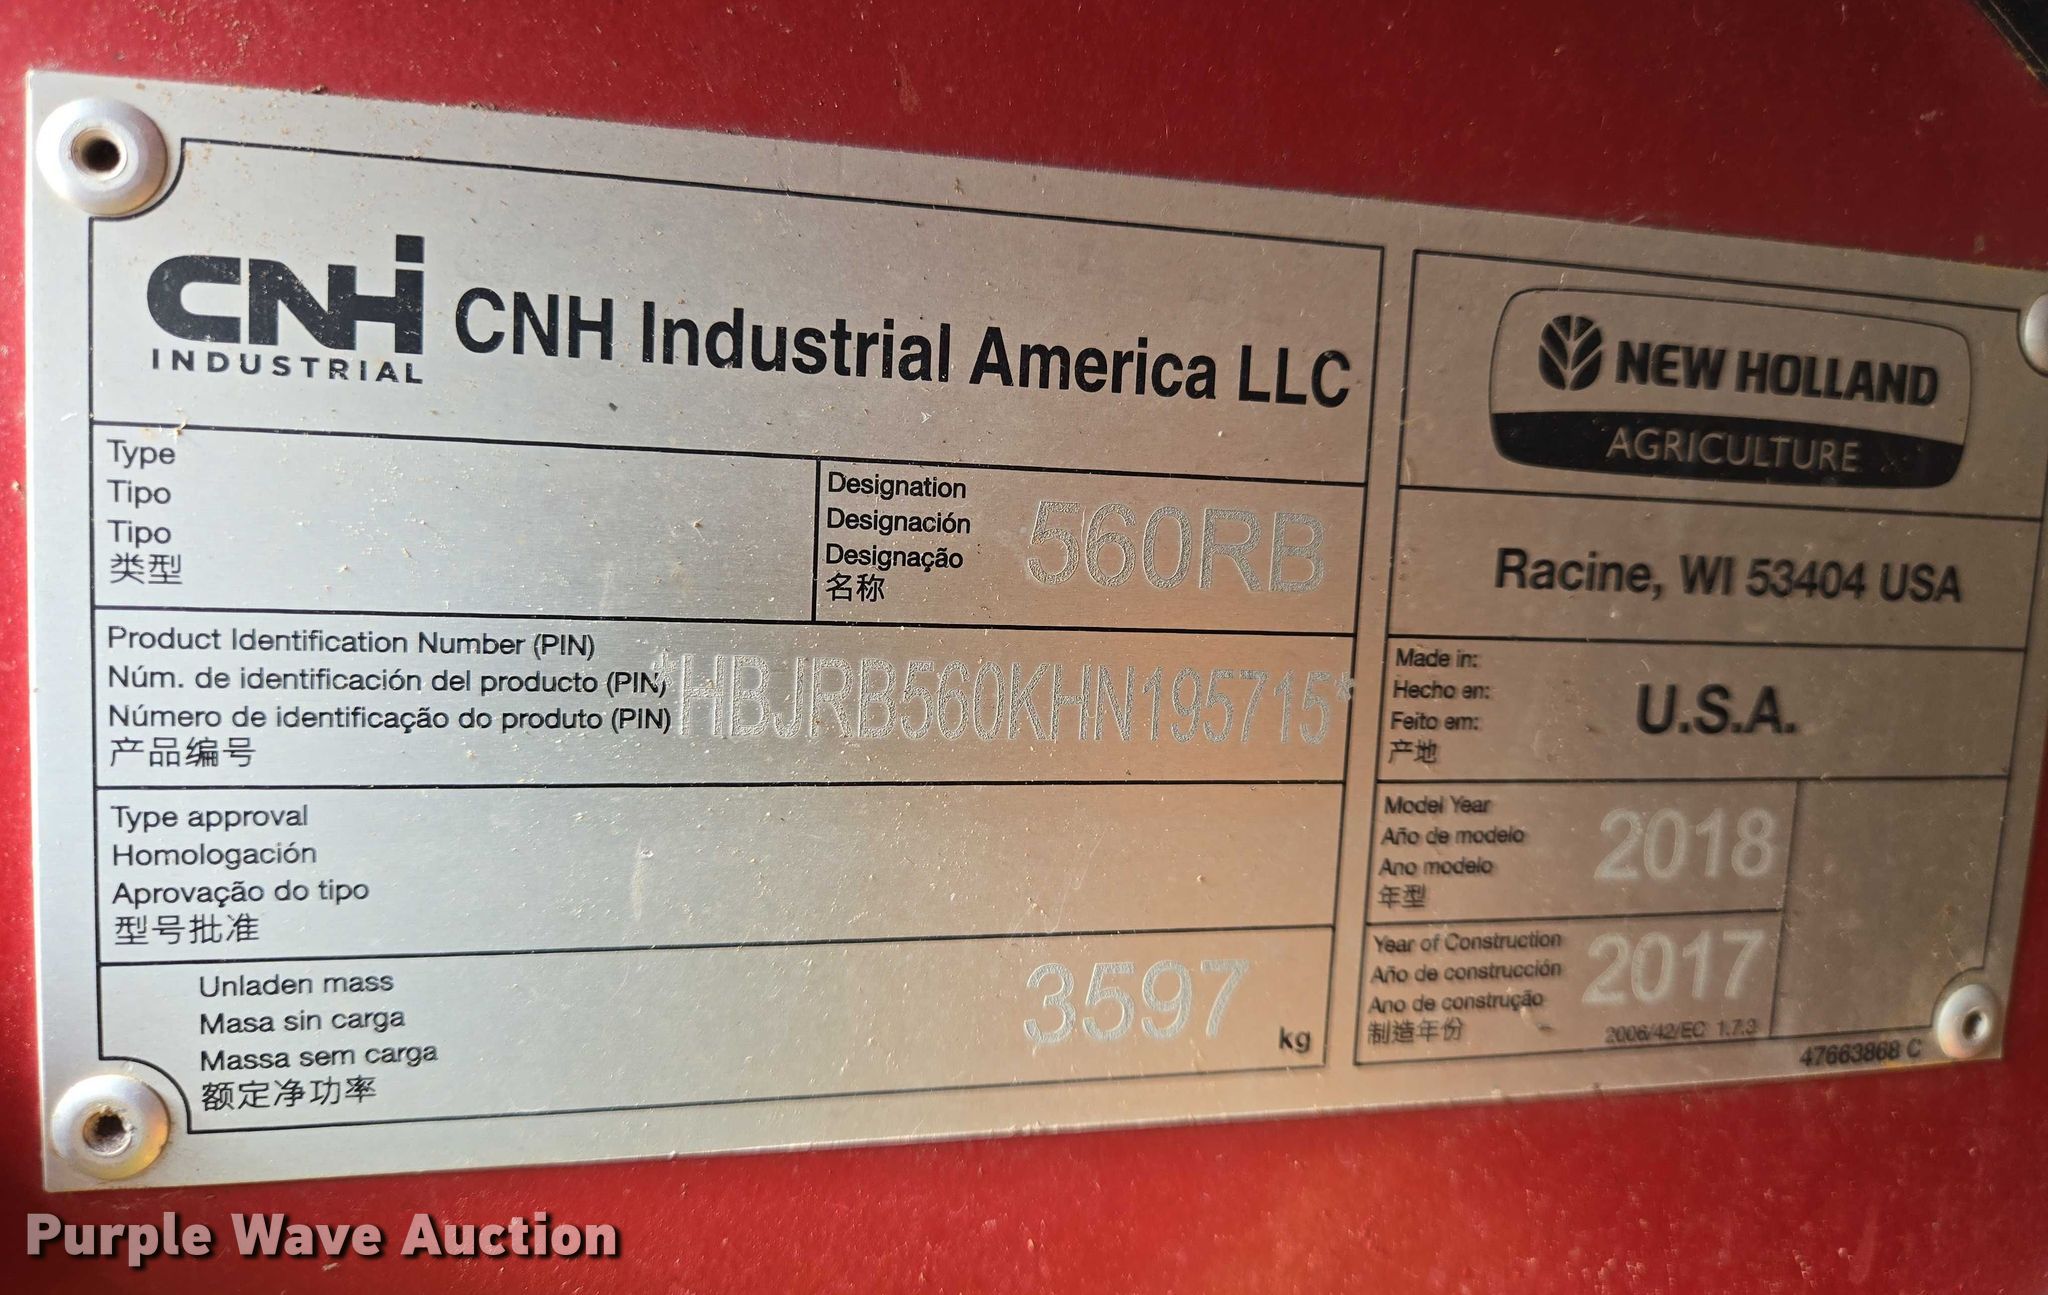 CNH
INDUSTRIAL
CNH Industrial America LLC
NEW HOLLAND
AGRICULTURE
Type
Tipo
Tipo
类型
Designation
Designación
Designação
名称
560RB
Racine, WI 53404 USA
Product Identification Number (PIN)
Núm. de identificación del producto (PIN)
Número de identificação do produto (PIN)
产品编号
*HBJRB560KHN195715*
Made in:
Hecho en:
Feito em:
产地
U.S.A.
Type approval
Homologación
Aprovação do tipo
型号批准
Model Year
Año de modelo
Ano modelo
年型
2018
Unladen mass
Masa sin carga
Massa sem carga
额定净功率
3597
kg
Year of Construction
Año de construcción
Ano de construção
制造年份
2017
2006/42/EC 1.7.3
47663868 C
Purple Wave Auction